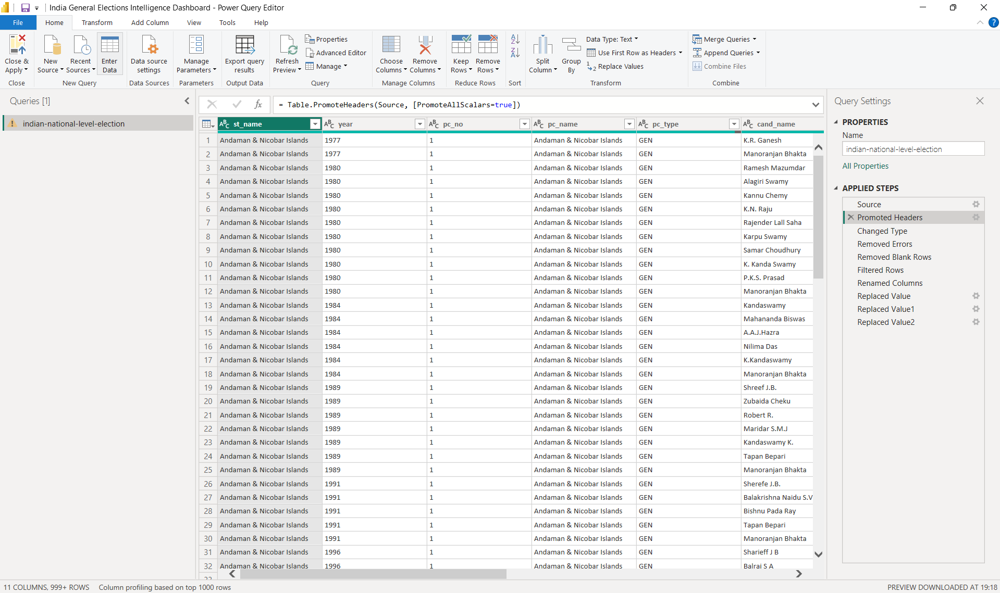 India General Elections Intelligence Dashboard - Power Query Editor
File Home Transform Add Column View Tools Help
Close & Apply
Close
New Source
Recent Sources
Enter Data
New Query
Data source settings
Data Sources
Manage Parameters
Parameters
Export query results
Output Data
Refresh Preview
Properties
Advanced Editor
Manage
Query
Choose Columns
Remove Columns
Manage Columns
Keep Rows
Remove Rows
Reduce Rows
Sort
Split Column
Group By
Data Type: Text
Use First Row as Headers
Replace Values
Transform
Merge Queries
Append Queries
Combine Files
Combine
Queries [1]
indian-national-level-election
= Table.PromoteHeaders(Source, [PromoteAllScalars=true])
st_name year pc_no pc_name pc_type cand_name
1 Andaman & Nicobar Islands 1977 1 Andaman & Nicobar Islands GEN K.R. Ganesh
2 Andaman & Nicobar Islands 1977 1 Andaman & Nicobar Islands GEN Manoranjan Bhakta
3 Andaman & Nicobar Islands 1980 1 Andaman & Nicobar Islands GEN Ramesh Mazumdar
4 Andaman & Nicobar Islands 1980 1 Andaman & Nicobar Islands GEN Alagiri Swamy
5 Andaman & Nicobar Islands 1980 1 Andaman & Nicobar Islands GEN Kannu Chemy
6 Andaman & Nicobar Islands 1980 1 Andaman & Nicobar Islands GEN K.N. Raju
7 Andaman & Nicobar Islands 1980 1 Andaman & Nicobar Islands GEN Rajender Lall Saha
8 Andaman & Nicobar Islands 1980 1 Andaman & Nicobar Islands GEN Karpu Swamy
9 Andaman & Nicobar Islands 1980 1 Andaman & Nicobar Islands GEN Samar Choudhury
10 Andaman & Nicobar Islands 1980 1 Andaman & Nicobar Islands GEN K. Kanda Swamy
11 Andaman & Nicobar Islands 1980 1 Andaman & Nicobar Islands GEN P.K.S. Prasad
12 Andaman & Nicobar Islands 1980 1 Andaman & Nicobar Islands GEN Manoranjan Bhakta
13 Andaman & Nicobar Islands 1984 1 Andaman & Nicobar Islands GEN Kandaswamy
14 Andaman & Nicobar Islands 1984 1 Andaman & Nicobar Islands GEN Mahananda Biswas
15 Andaman & Nicobar Islands 1984 1 Andaman & Nicobar Islands GEN A.A.J.Hazra
16 Andaman & Nicobar Islands 1984 1 Andaman & Nicobar Islands GEN Nilima Das
17 Andaman & Nicobar Islands 1984 1 Andaman & Nicobar Islands GEN K.Kandaswamy
18 Andaman & Nicobar Islands 1984 1 Andaman & Nicobar Islands GEN Manoranjan Bhakta
19 Andaman & Nicobar Islands 1989 1 Andaman & Nicobar Islands GEN Shreef J.B.
20 Andaman & Nicobar Islands 1989 1 Andaman & Nicobar Islands GEN Zubaida Cheku
21 Andaman & Nicobar Islands 1989 1 Andaman & Nicobar Islands GEN Robert R.
22 Andaman & Nicobar Islands 1989 1 Andaman & Nicobar Islands GEN Maridar S.M.J
23 Andaman & Nicobar Islands 1989 1 Andaman & Nicobar Islands GEN Kandaswamy K.
24 Andaman & Nicobar Islands 1989 1 Andaman & Nicobar Islands GEN Tapan Bepari
25 Andaman & Nicobar Islands 1989 1 Andaman & Nicobar Islands GEN Manoranjan Bhakta
26 Andaman & Nicobar Islands 1991 1 Andaman & Nicobar Islands GEN Sherefe J.B.
27 Andaman & Nicobar Islands 1991 1 Andaman & Nicobar Islands GEN Balakrishna Naidu S.V
28 Andaman & Nicobar Islands 1991 1 Andaman & Nicobar Islands GEN Bishnu Pada Ray
29 Andaman & Nicobar Islands 1991 1 Andaman & Nicobar Islands GEN Tapan Bepari
30 Andaman & Nicobar Islands 1991 1 Andaman & Nicobar Islands GEN Manoranjan Bhakta
31 Andaman & Nicobar Islands 1996 1 Andaman & Nicobar Islands GEN Sharieff J B
32 Andaman & Nicobar Islands 1996 1 Andaman & Nicobar Islands GEN Balraj S A
Query Settings
PROPERTIES
Name
indian-national-level-election
All Properties
APPLIED STEPS
Source
Promoted Headers
Changed Type
Removed Errors
Removed Blank Rows
Filtered Rows
Renamed Columns
Replaced Value
Replaced Value1
Replaced Value2
11 COLUMNS, 999+ ROWS Column profiling based on top 1000 rows
PREVIEW DOWNLOADED AT 19:18